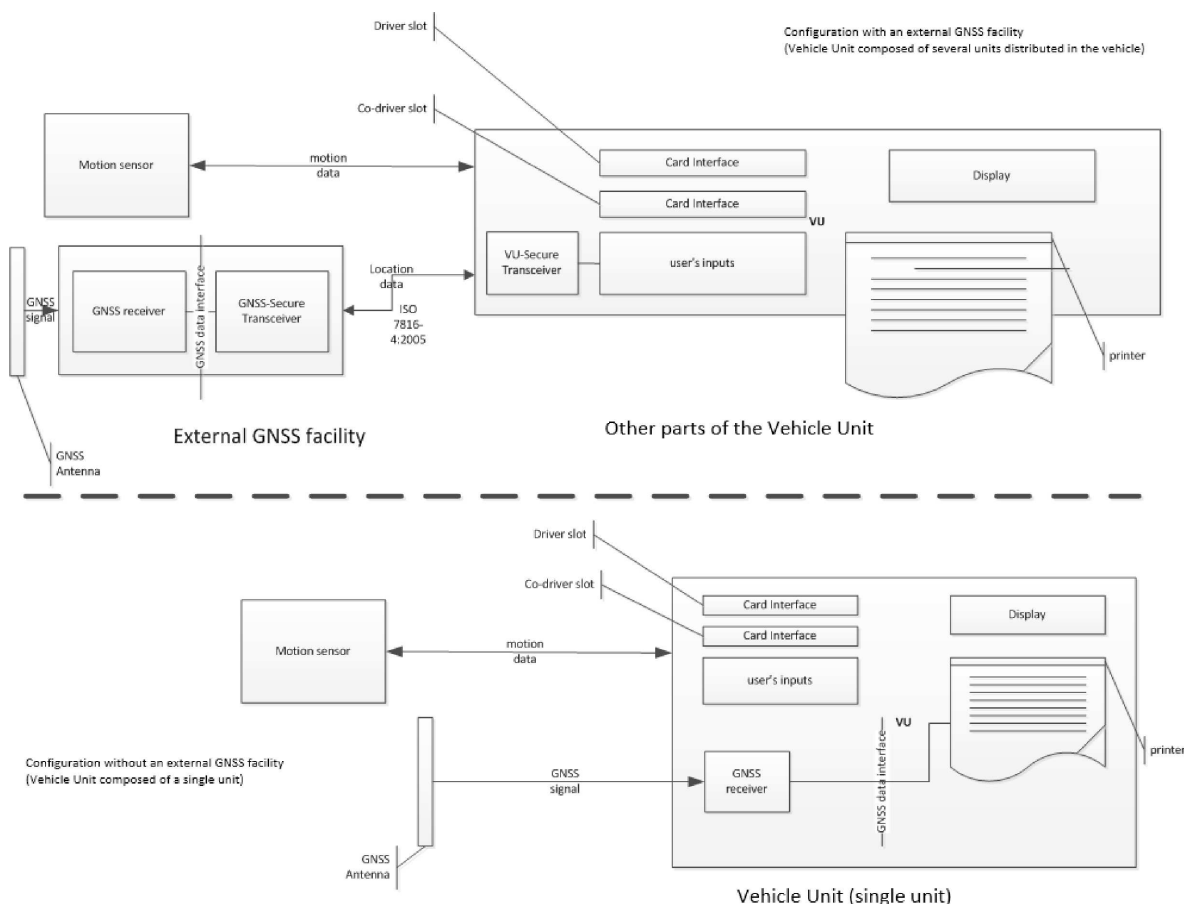 Driver slot
Configuration with an external GNSS facility
(Vehicle Unit composed of several units distributed in the vehicle)
Co-driver slot
Motion sensor
motion
data
Card Interface
Display
Card Interface
VU
VU-Secure
Transceiver
user's inputs
GNSS
signal
GNSS receiver
GNSS data interface
GNSS-Secure
Transceiver
Location
data
ISO
7816-
4:2005
printer
External GNSS facility
Other parts of the Vehicle Unit
GNSS
Antenna
Driver slot
Co-driver slot
Card Interface
Display
Card Interface
Motion sensor
motion
data
user's inputs
VU
Configuration without an external GNSS facility
(Vehicle Unit composed of a single unit)
GNSS
signal
GNSS
receiver
GNSS data interface
printer
GNSS
Antenna
Vehicle Unit (single unit)